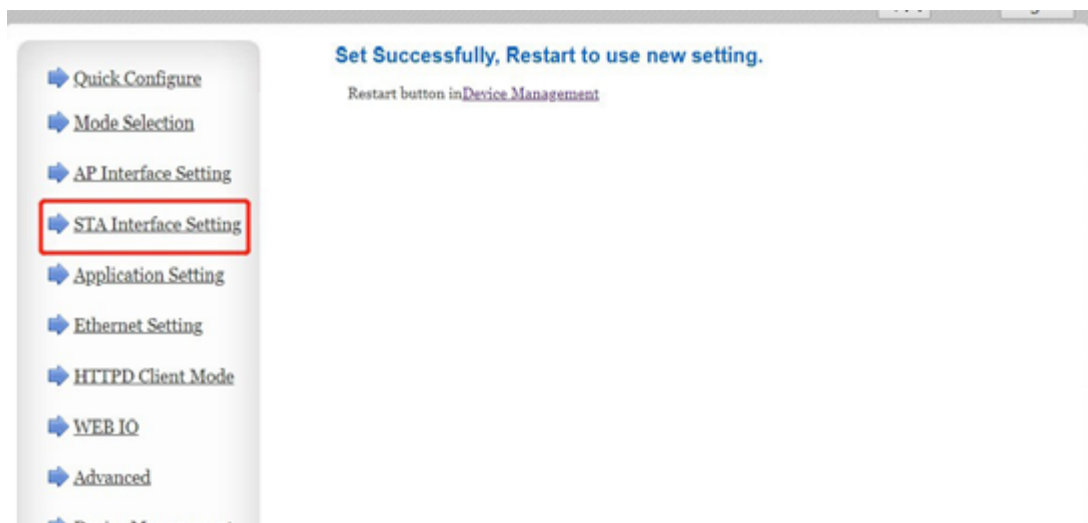 Set Successfully, Restart to use new setting.
Restart button inDevice Management
Quick Configure
Mode Selection
AP Interface Setting
STA Interface Setting
Application Setting
Ethernet Setting
HTTPD Client Mode
WEB IO
Advanced